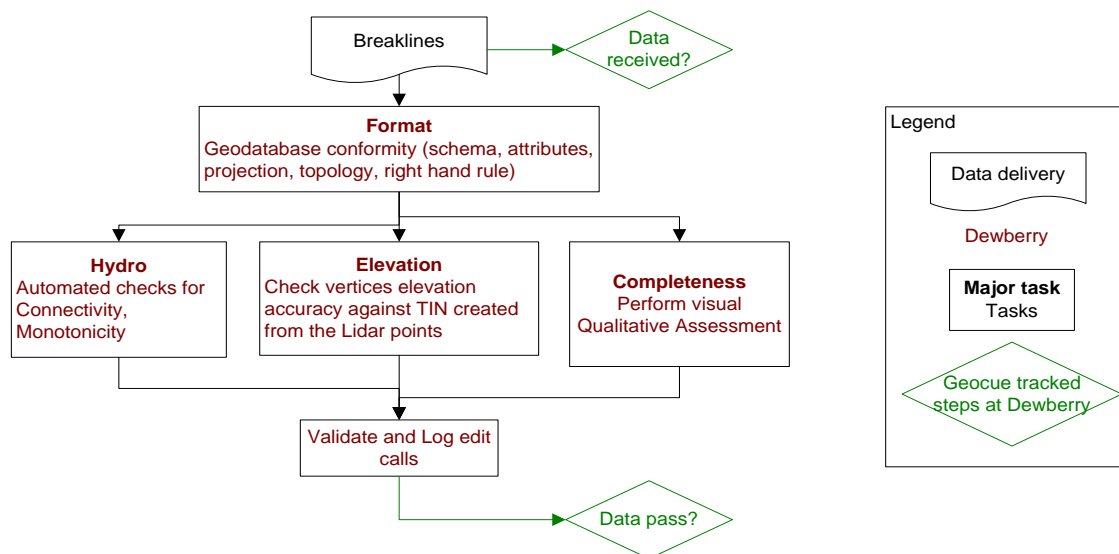 Breaklines
Data
received?
Format
Geodatabase conformity (schema, attributes,
projection, topology, right hand rule)
Hydro
Automated checks for
Connectivity,
Monotonicity
Elevation
Check vertices elevation
accuracy against TIN created
from the Lidar points
Completeness
Perform visual
Qualitative Assessment
Validate and Log edit
calls
Data pass?
Legend
Data delivery
Dewberry
Major task
Tasks
Geocue tracked
steps at Dewberry